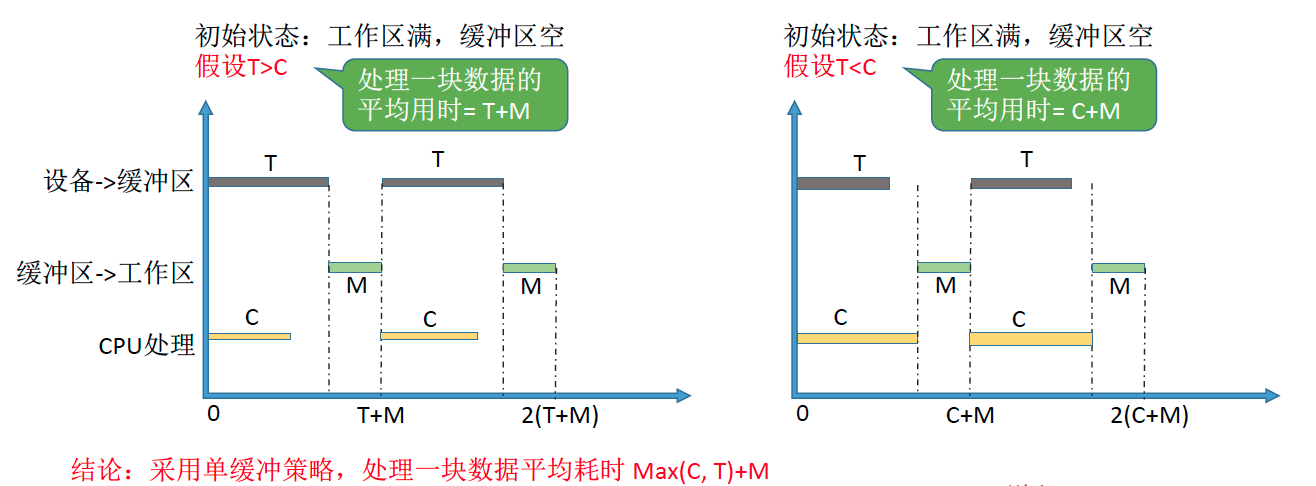 初始状态：工作区满，缓冲区空
假设T>C
处理一块数据的
平均用时= T+M
T
T
设备->缓冲区
缓冲区->工作区
M
M
C
C
CPU处理
0
T+M
2(T+M)
初始状态：工作区满，缓冲区空
假设T<C
处理一块数据的
平均用时= C+M
T
T
M
M
C
C
0
C+M
2(C+M)
结论：采用单缓冲策略，处理一块数据平均耗时 Max(C, T)+M